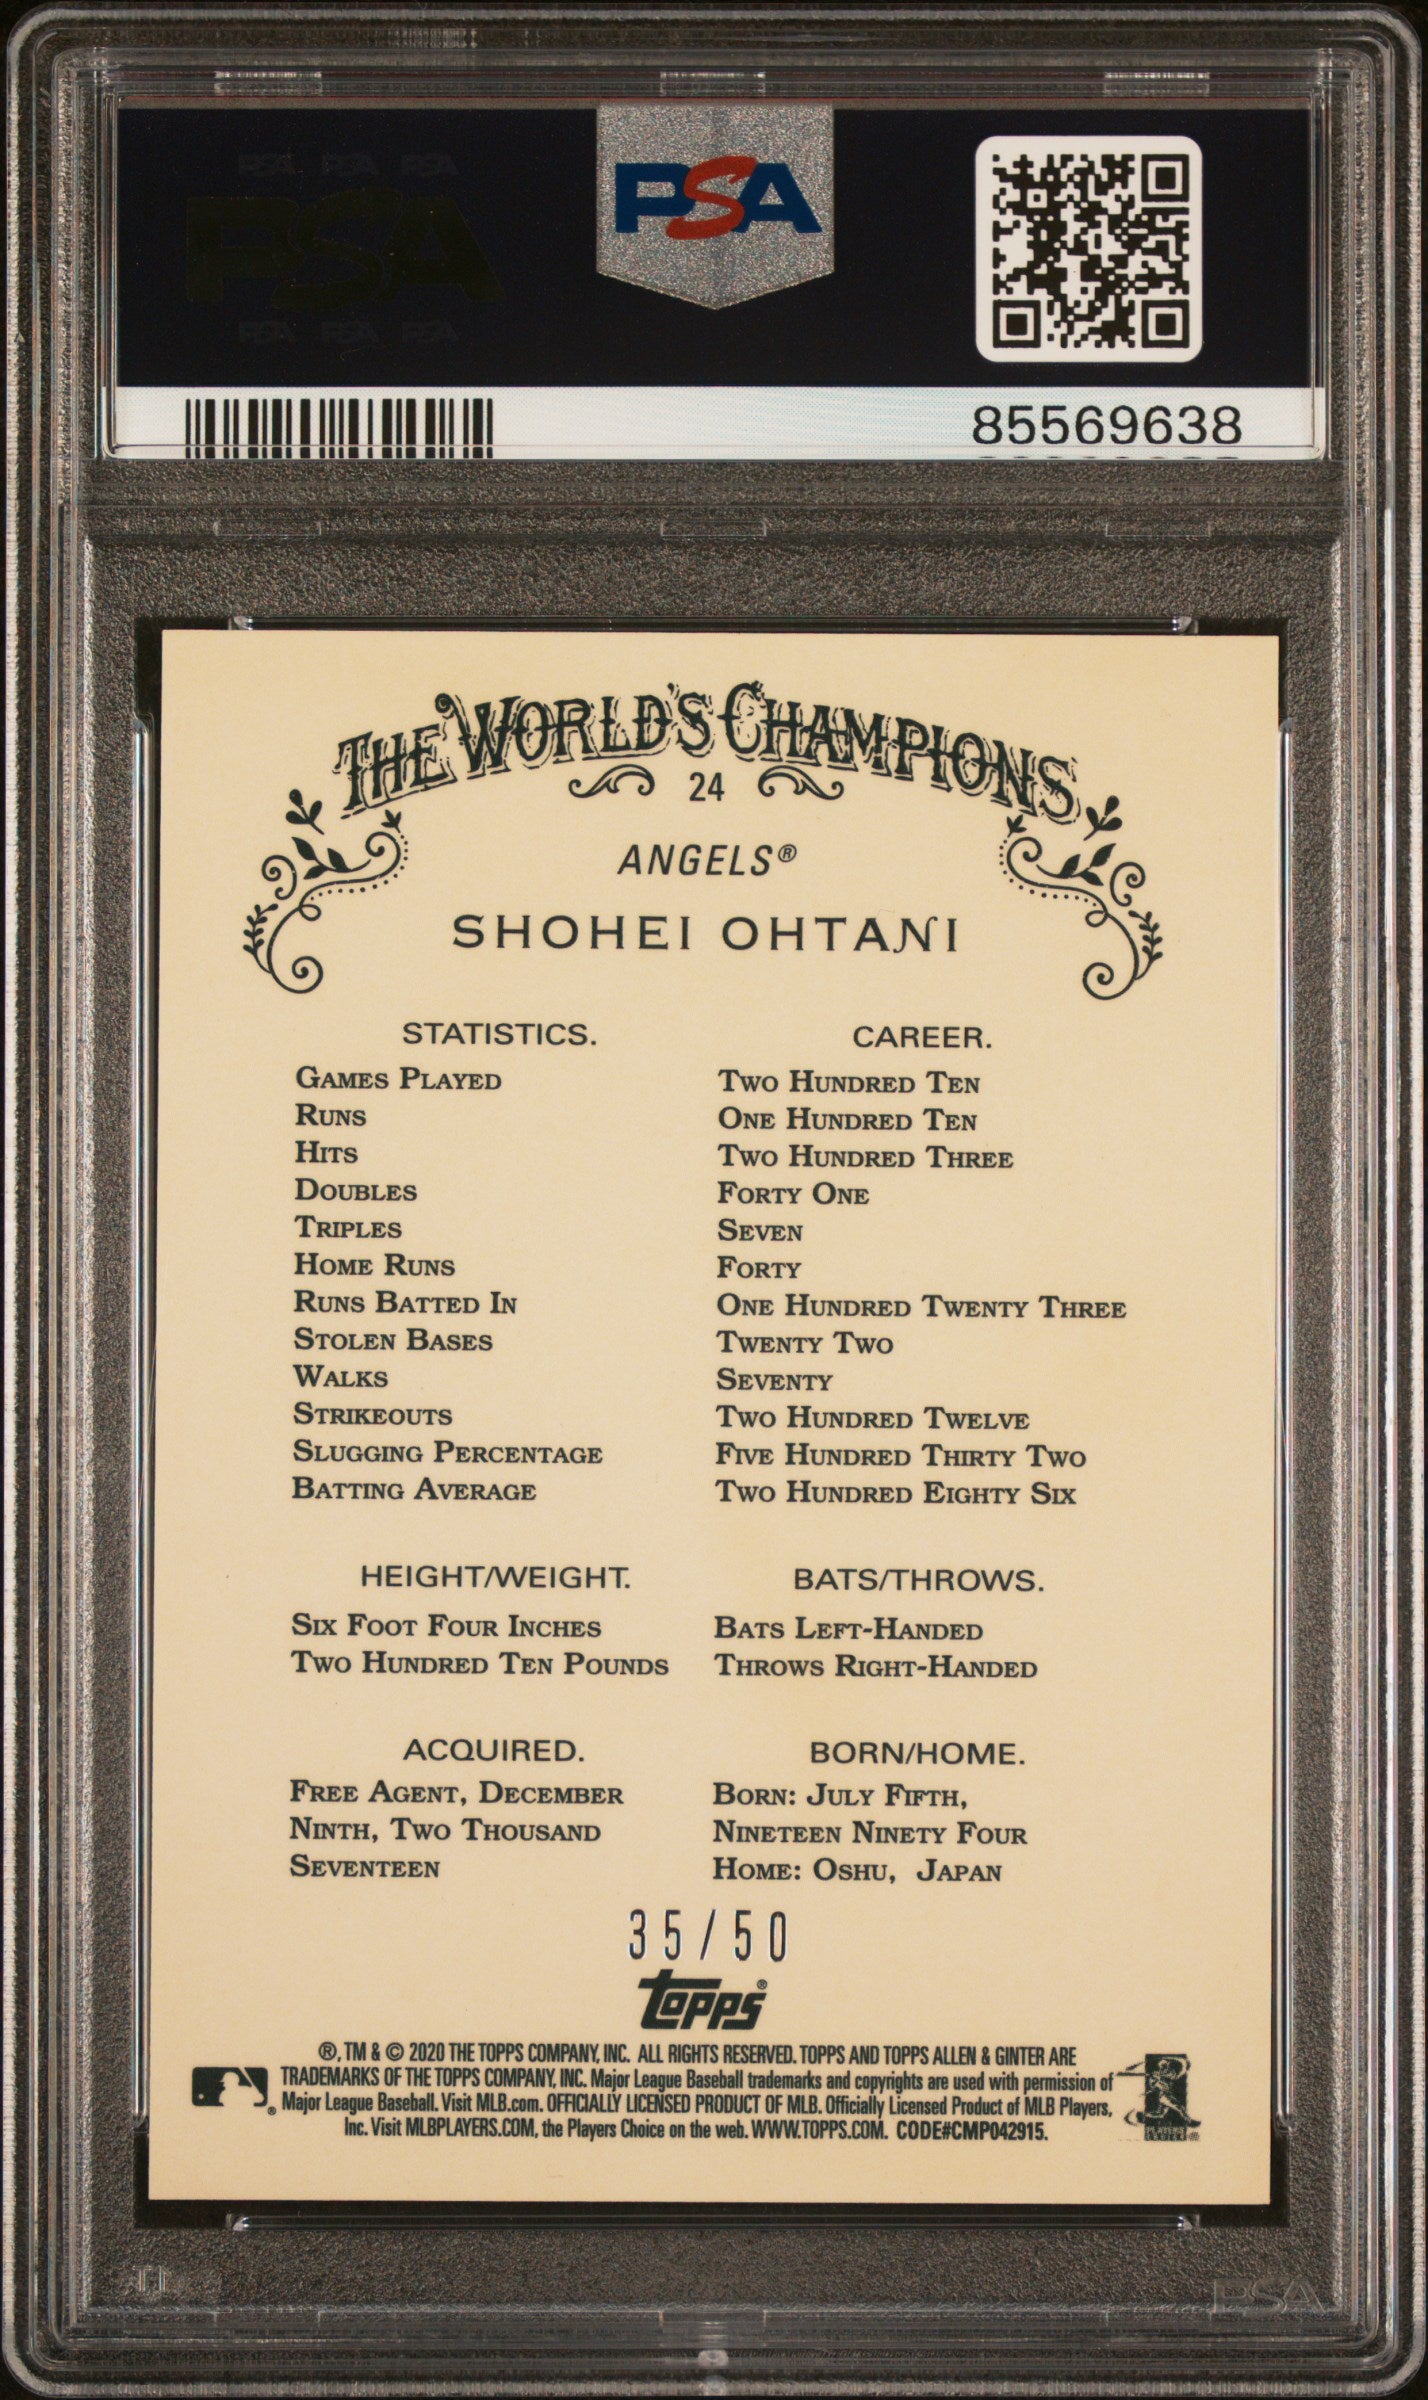 PSA PSA PSA
PSA
PSA PSA PSA
PSA
85569638
THE WORLD'S CHAMPIONS
24
ANGELS®
SHOHEI OHTANI
STATISTICS. CAREER.
GAMES PLAYED TWO HUNDRED TEN
RUNS ONE HUNDRED TEN
HITS TWO HUNDRED THREE
DOUBLES FORTY ONE
TRIPLES SEVEN
HOME RUNS FORTY
RUNS BATTED IN ONE HUNDRED TWENTY THREE
STOLEN BASES TWENTY TWO
WALKS SEVENTY
STRIKEOUTS TWO HUNDRED TWELVE
SLUGGING PERCENTAGE FIVE HUNDRED THIRTY TWO
BATTING AVERAGE TWO HUNDRED EIGHTY SIX
HEIGHT/WEIGHT. BATS/THROWS.
SIX FOOT FOUR INCHES BATS LEFT-HANDED
TWO HUNDRED TEN POUNDS THROWS RIGHT-HANDED
ACQUIRED. BORN/HOME.
FREE AGENT, DECEMBER BORN: JULY FIFTH,
NINTH, TWO THOUSAND NINETEEN NINETY FOUR
SEVENTEEN HOME: OSHU, JAPAN
35/50
topps®
®, TM & © 2020 THE TOPPS COMPANY, INC. ALL RIGHTS RESERVED. TOPPS AND TOPPS ALLEN & GINTER ARE
TRADEMARKS OF THE TOPPS COMPANY, INC. Major League Baseball trademarks and copyrights are used with permission of
Major League Baseball. Visit MLB.com. OFFICIALLY LICENSED PRODUCT OF MLB. Officially Licensed Product of MLB Players,
Inc. Visit MLBPLAYERS.COM, the Players Choice on the web. WWW.TOPPS.COM. CODE#CMP042915.
PSA